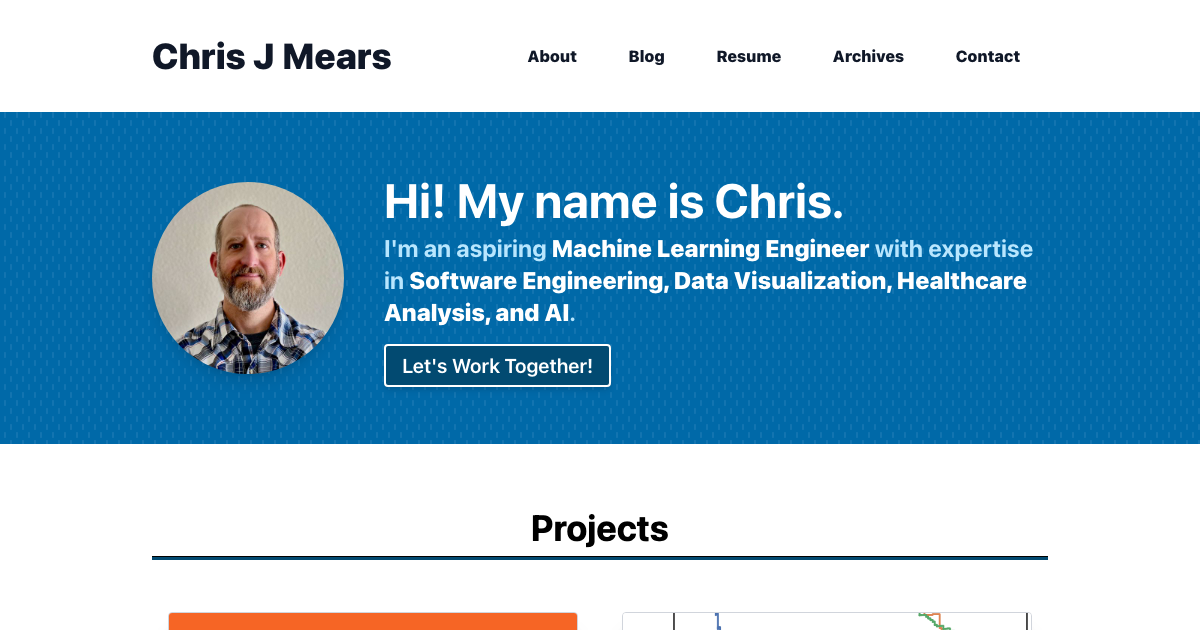 Chris J Mears
About Blog Resume Archives Contact
Hi! My name is Chris.
I'm an aspiring Machine Learning Engineer with expertise
in Software Engineering, Data Visualization, Healthcare
Analysis, and AI.
Let's Work Together!
Projects